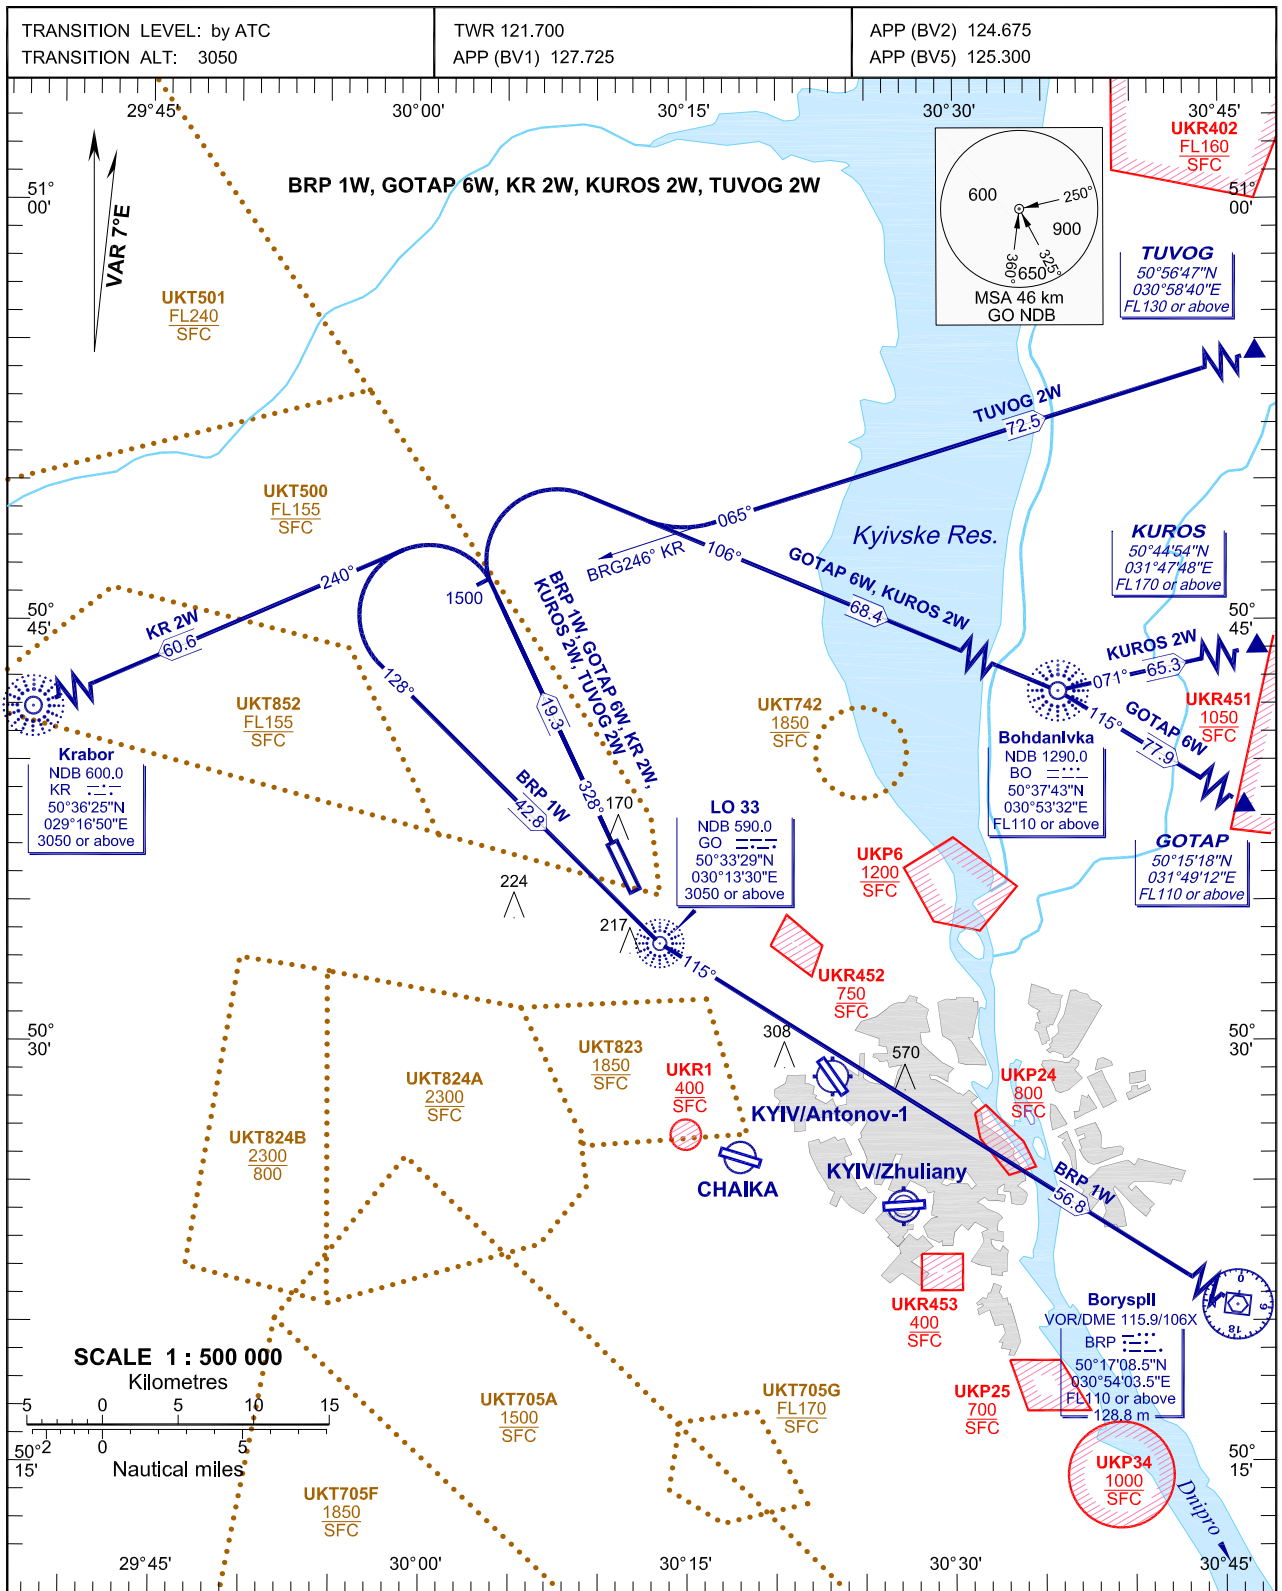 TRANSITION LEVEL: by ATC
TRANSITION ALT: 3050
TWR 121.700
APP (BV1) 127.725
APP (BV2) 124.675
APP (BV5) 125.300
29°45'
30°00'
30°15'
30°30'
30°45'
51°
00'
51°
00'
VAR 7°E
BRP 1W, GOTAP 6W, KR 2W, KUROS 2W, TUVOG 2W
UKR402
FL160
SFC
600
250°
900
360°
650
325°
MSA 46 km
GO NDB
TUVOG
50°56'47"N
030°58'40"E
FL130 or above
UKT501
FL240
SFC
TUVOG 2W
72.5
065°
UKT500
FL155
SFC
Kyivske Res.
KUROS
50°44'54"N
031°47'48"E
FL170 or above
106°
BRG246° KR
GOTAP 6W, KUROS 2W
68.4
240°
1500
KR 2W
60.6
BRP 1W, GOTAP 6W, KR 2W,
KUROS 2W, TUVOG 2W
50°
45'
50°
45'
KUROS 2W
071°
65.3
128°
19.3
328°
UKT852
FL155
SFC
UKT742
1850
SFC
UKR451
1050
SFC
115°
GOTAP 6W
77.9
Krabor
NDB 600.0
KR
50°36'25"N
029°16'50"E
3050 or above
BohdanIvka
NDB 1290.0
BO
50°37'43"N
030°53'32"E
FL110 or above
BRP 1W
42.8
170
LO 33
NDB 590.0
GO
50°33'29"N
030°13'30"E
3050 or above
GOTAP
50°15'18"N
031°49'12"E
FL110 or above
UKP6
1200
SFC
224
217
115°
UKR452
750
SFC
50°
30'
50°
30'
308
570
UKT823
1850
SFC
UKR1
400
SFC
UKT824A
2300
SFC
UKP24
800
SFC
KYIV/Antonov-1
UKT824B
2300
800
CHAIKA
KYIV/Zhuliany
BRP 1W
56.8
UKR453
400
SFC
BoryspIl
VOR/DME 115.9/106X
BRP
50°17'08.5"N
030°54'03.5"E
FL110 or above
128.8 m
0
9
18
SCALE 1 : 500 000
Kilometres
5
0
5
10
15
2
0
5
Nautical miles
50°
15'
50°
15'
UKT705A
1500
SFC
UKT705G
FL170
SFC
UKP25
700
SFC
UKP34
1000
SFC
UKT705F
1850
SFC
Dnipro
29°45'
30°00'
30°15'
30°30'
30°45'